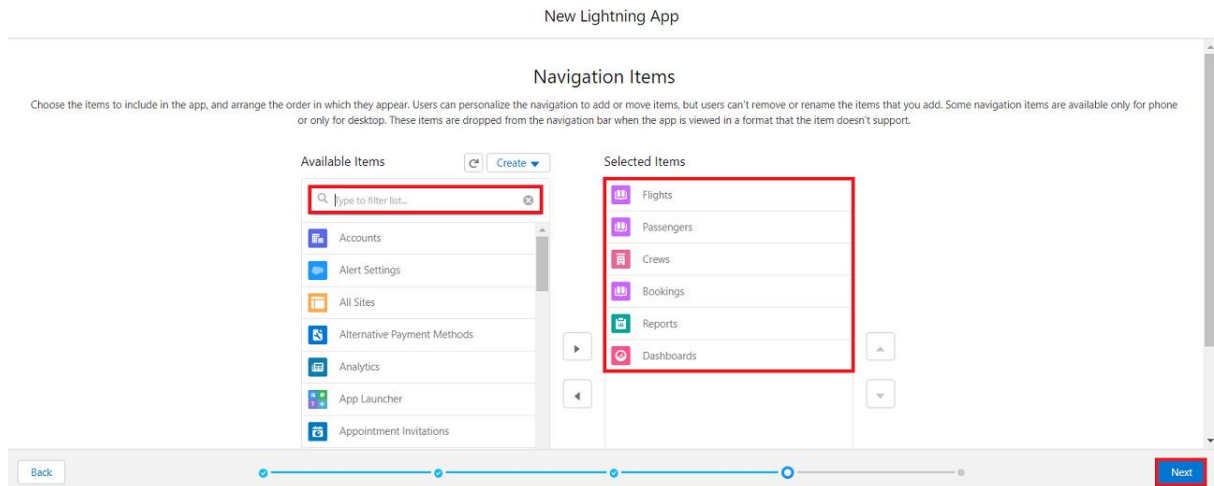 New Lightning App
Navigation Items
Choose the items to include in the app, and arrange the order in which they appear. Users can personalize the navigation to add or move items, but users can't remove or rename the items that you add. Some navigation items are available only for phone
or only for desktop. These items are dropped from the navigation bar when the app is viewed in a format that the item doesn't support.
Available Items
Create
Selected Items
Type to filter list...
Accounts
Alert Settings
All Sites
Alternative Payment Methods
Analytics
App Launcher
Appointment Invitations
Flights
Passengers
Crews
Bookings
Reports
Dashboards
Back
Next